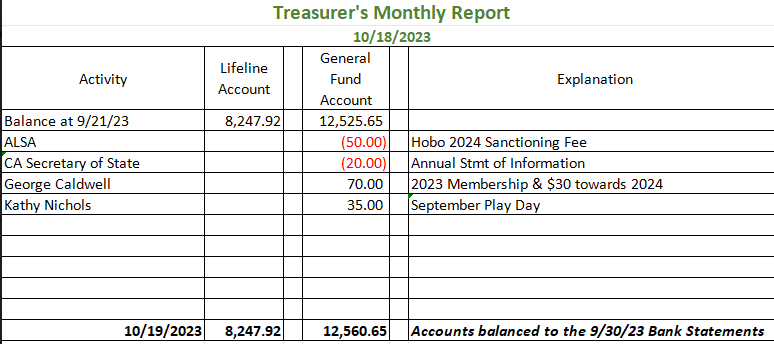 Treasurer's Monthly Report
10/18/2023
Activity Lifeline Account General Fund Account Explanation
Balance at 9/21/23 8,247.92 12,525.65
ALSA (50.00) Hobo 2024 Sanctioning Fee
CA Secretary of State (20.00) Annual Stmt of Information
George Caldwell 70.00 2023 Membership & $30 towards 2024
Kathy Nichols 35.00 September Play Day
10/19/2023 8,247.92 12,560.65 Accounts balanced to the 9/30/23 Bank Statements